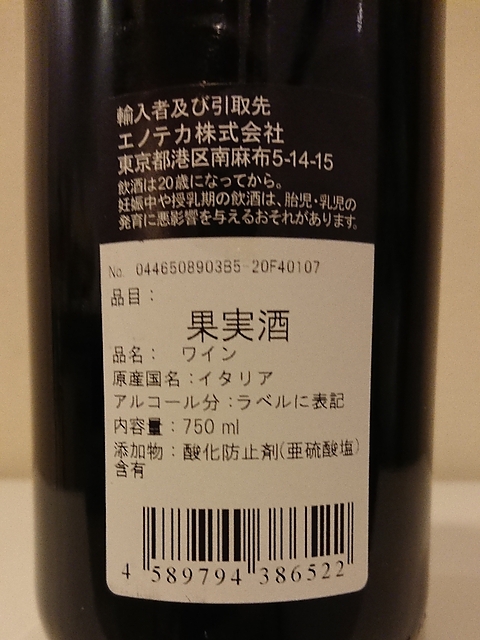 輸入者及び引取先
エノテカ株式会社
東京都港区南麻布5-14-15
飲酒は20歳になってから。
妊娠中や授乳期の飲酒は、胎児・乳児の
発育に悪影響を与えるおそれがあります。
No. 0446508903B5-20F40107
品目：
果実酒
品名： ワイン
原産国名：イタリア
アルコール分：ラベルに表記
内容量：750 ml
添加物：酸化防止剤(亜硫酸塩)
含有
4 589794 386522